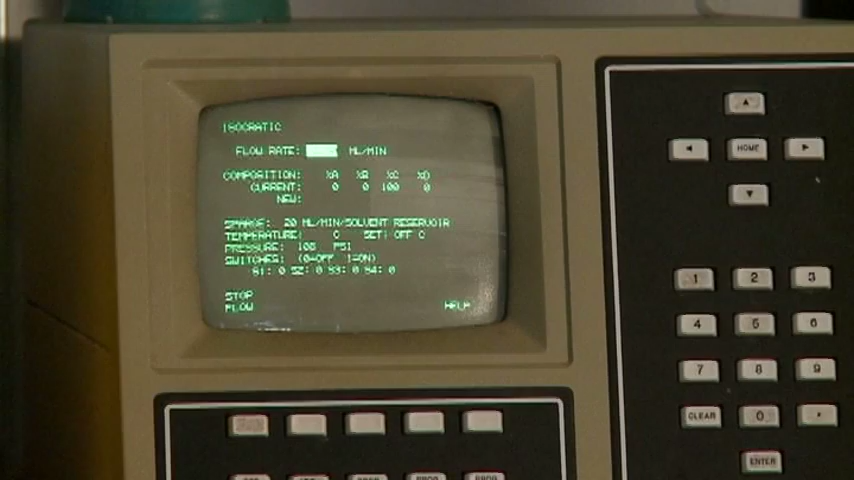 ISOCRATIC
FLOW RATE: ML/MIN
COMPOSITION: %A %B %C %D
CURRENT: 0 0 100 0
NEW:
SPARGE: 20 ML/MIN/SOLVENT RESERVOIR
TEMPERATURE: C SET: OFF C
PRESSURE: 108 PSI
SWITCHES: (0=OFF 1=ON)
S1: 0 S2: 0 S3: 0 S4: 0
STOP
FLOW HELP
HOME
1 2 3
4 5 6
7 8 9
CLEAR 0 .
ENTER